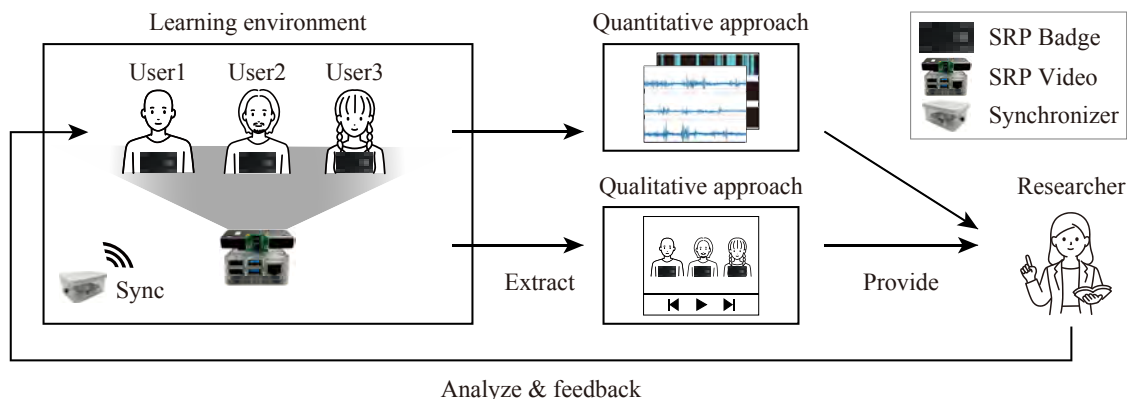 Learning environment
User1
User2
User3
Sync
Quantitative approach
Qualitative approach
Extract
Provide
Researcher
SRP Badge
SRP Video
Synchronizer
Analyze & feedback